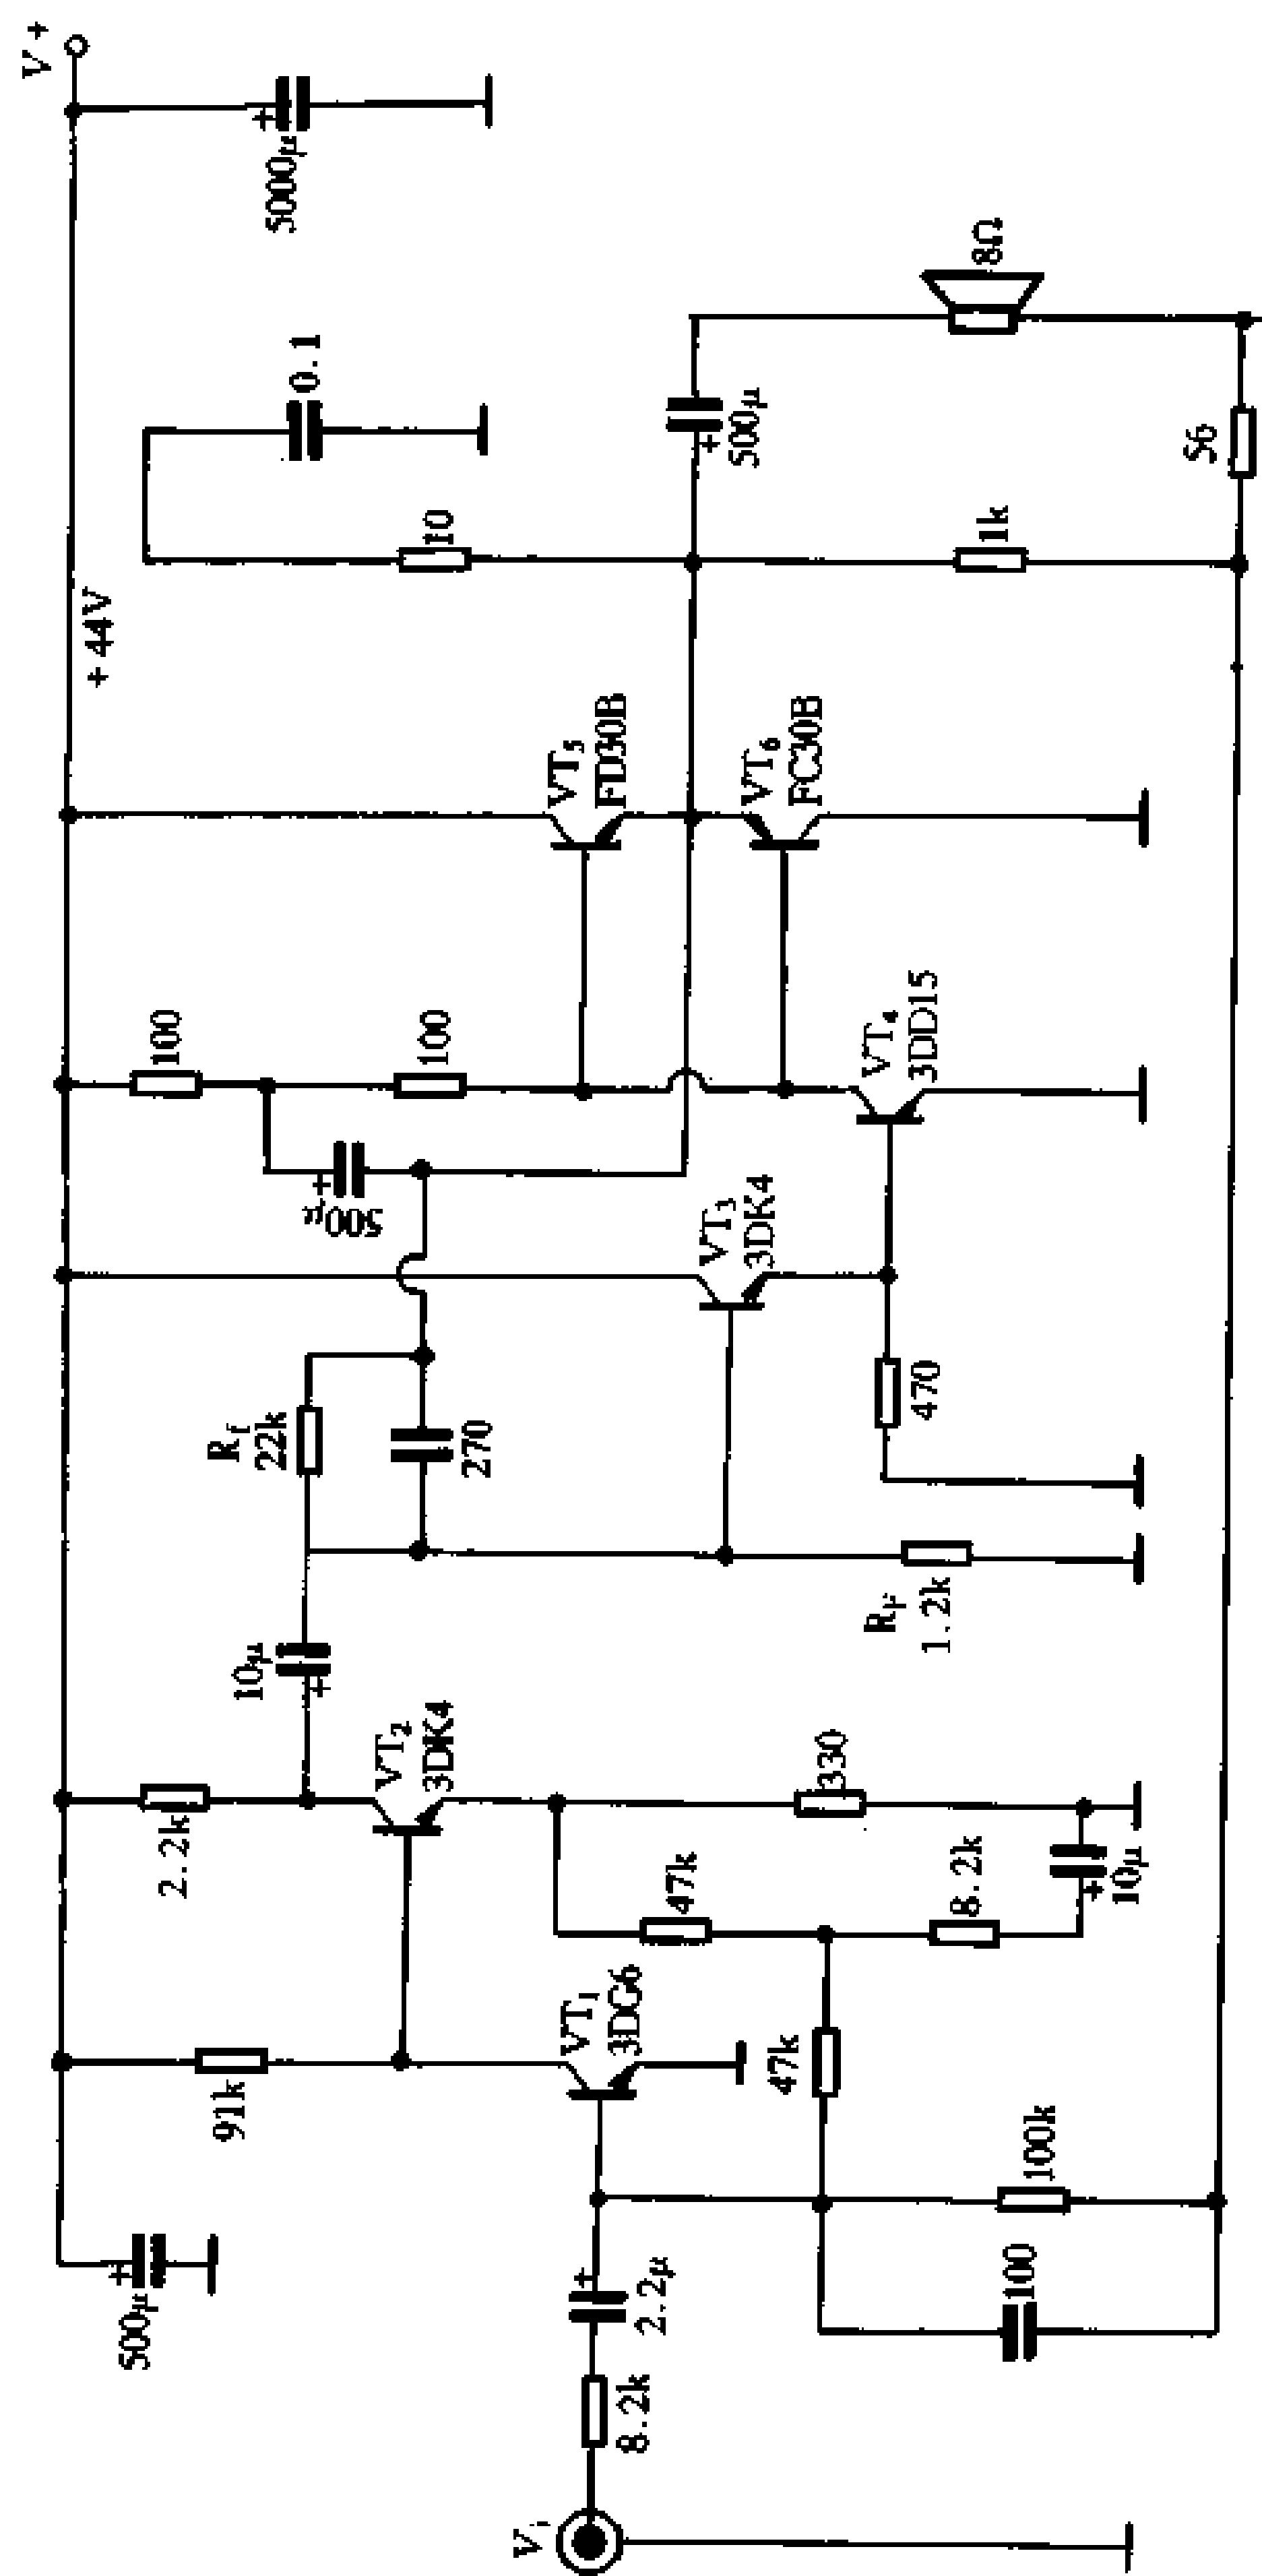 V+
5000μ
0.1
8Ω
500μ
56
10
1k
+44V
VT5
FD30B
VT6
FC30B
100
100
VT4
3DD15
500μ
VT3
3DK4
Rf
22k
270
470
10μ
1.2k
2.2k
VT2
3DK4
330
47k
8.2k
10μ
91k
VT1
3DG6
47k
100k
500μ
2.2μ
100
8.2k
Vi